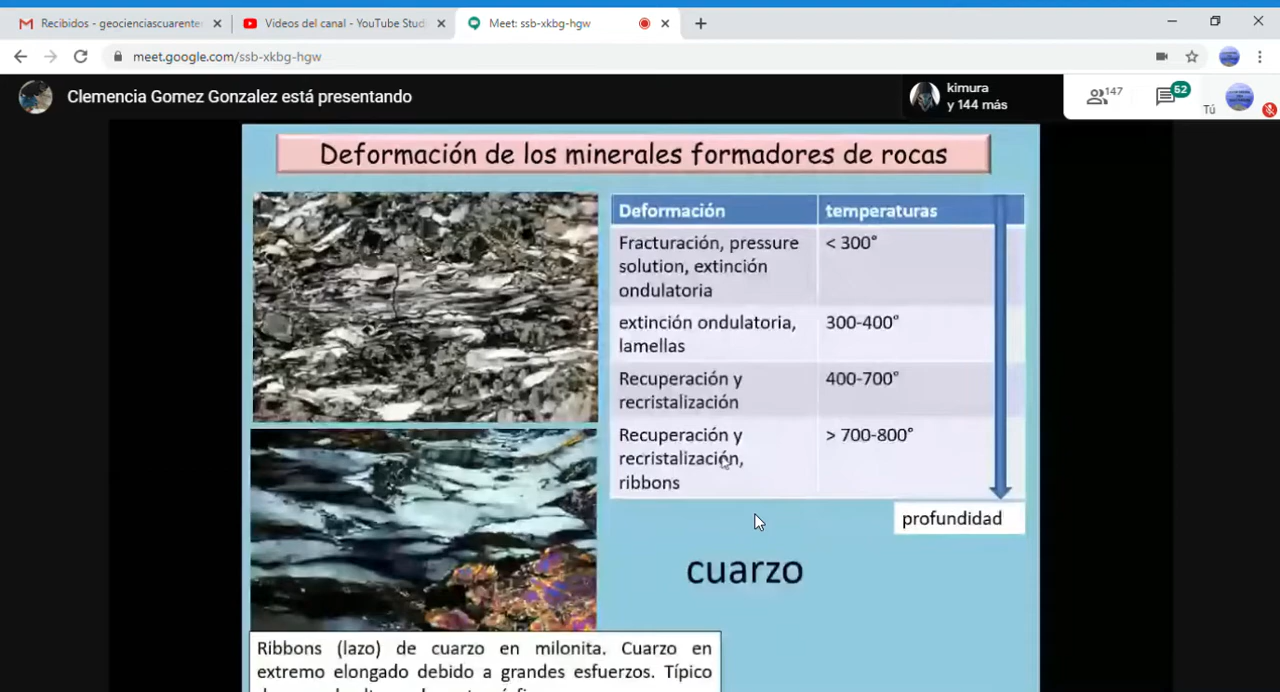 Recibidos - geocienciascuarente
Videos del canal - YouTube Stud
Meet: ssb-xkbg-hgw
meet.google.com/ssb-xkbg-hgw
Clemencia Gomez Gonzalez está presentando
kimura
y 144 más
147
52
Tú
Deformación de los minerales formadores de rocas
Deformación temperaturas
Fracturación, pressure < 300°
solution, extinción
ondulatoria
extinción ondulatoria, 300-400°
lamellas
Recuperación y 400-700°
recristalización
Recuperación y > 700-800°
recristalización,
ribbons
profundidad
cuarzo
Ribbons (lazo) de cuarzo en milonita. Cuarzo en
extremo elongado debido a grandes esfuerzos. Típico